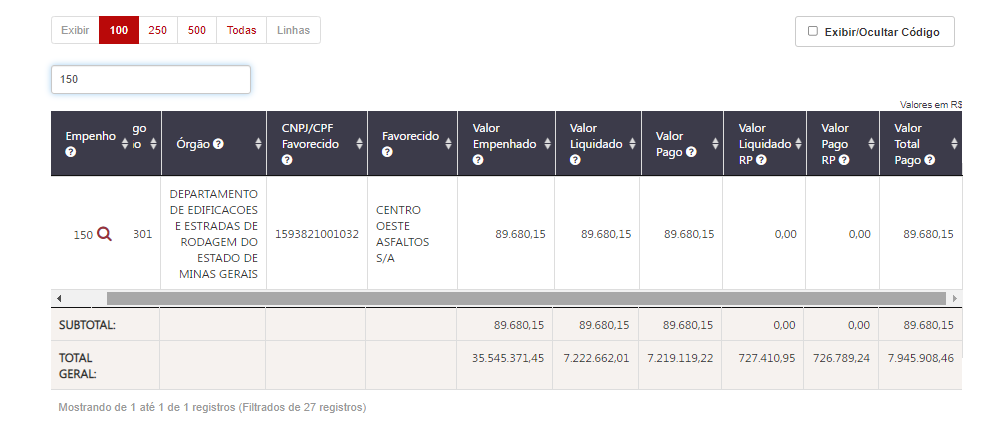 Exibir 100 250 500 Todas Linhas
Exibir/Ocultar Código
150
Valores em R$
Empenho ?
go
io
Órgão ?
CNPJ/CPF
Favorecido
?
Favorecido
?
Valor
Empenhado
?
Valor
Liquidado
?
Valor
Pago ?
Valor
Liquidado
RP ?
Valor
Pago
RP ?
Valor
Total
Pago ?
150
301
DEPARTAMENTO
DE EDIFICACOES
E ESTRADAS DE
RODAGEM DO
ESTADO DE
MINAS GERAIS
1593821001032
CENTRO
OESTE
ASFALTOS
S/A
89.680,15
89.680,15
89.680,15
0,00
0,00
89.680,15
SUBTOTAL: 89.680,15 89.680,15 89.680,15 0,00 0,00 89.680,15
TOTAL
GERAL:
35.545.371,45 7.222.662,01 7.219.119,22 727.410,95 726.789,24 7.945.908,46
Mostrando de 1 até 1 de 1 registros (Filtrados de 27 registros)